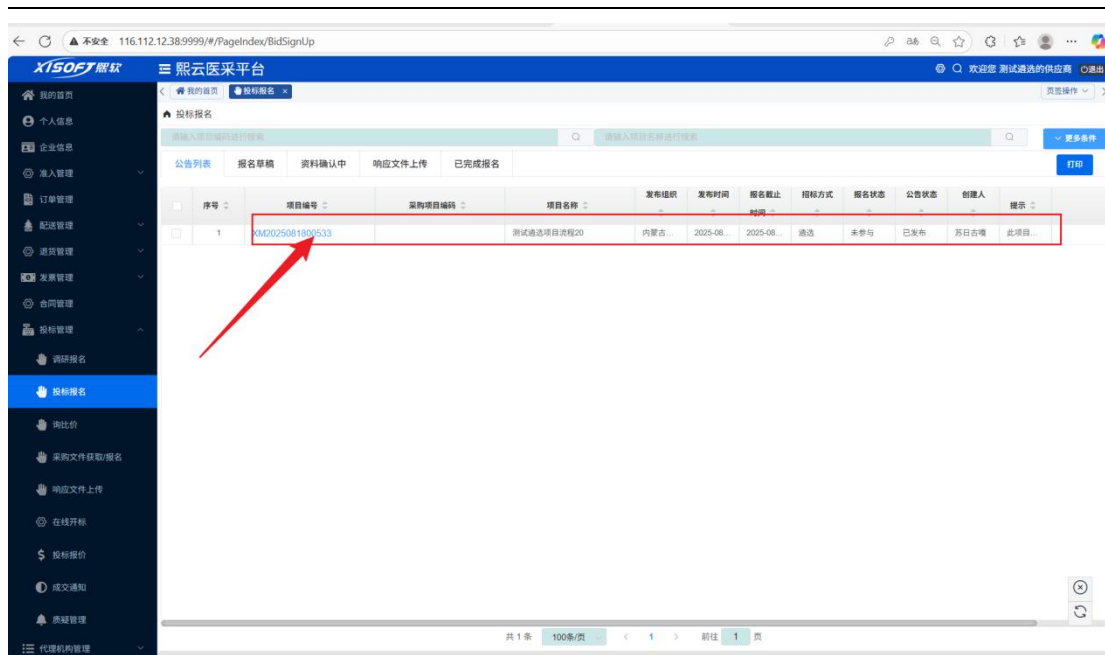 不安全 116.112.12.38:9999/#/PageIndex/BidSignUp
XISOFT熙软 熙云医采平台 欢迎您 测试遴选的供应商 退出
我的首页 投标报名 × 页签操作
我的首页
个人信息
企业信息
准入管理
订单管理
配送管理
退货管理
发票管理
合同管理
投标管理
调研报名
投标报名
询比价
采购文件获取/报名
响应文件上传
在线开标
投标报价
成交通知
质疑管理
代理机构管理
投标报名
请输入项目编码进行搜索 请输入项目名称进行搜索 更多条件
公告列表 报名草稿 资料确认中 响应文件上传 已完成报名 打印
序号 项目编号 采购项目编码 项目名称 发布组织 发布时间 报名截止时间 招标方式 报名状态 公告状态 创建人 提示
1 XM2025081800533 测试遴选项目流程20 内蒙古... 2025-08... 2025-08... 遴选 未参与 已发布 苏日古嘎 此项目...
共 1 条 100条/页 1 前往 1 页